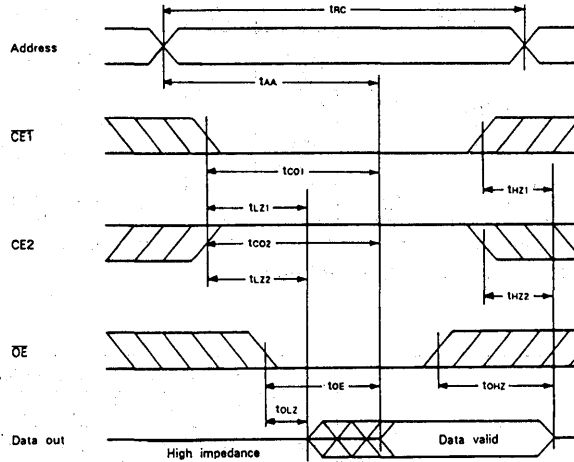 tRC
Address
tAA
CE1
tCO1
tHZ1
tLZ1
CE2
tCO2
tLZ2
tHZ2
OE
tOE
tOHZ
tOLZ
Data out
High impedance
Data valid